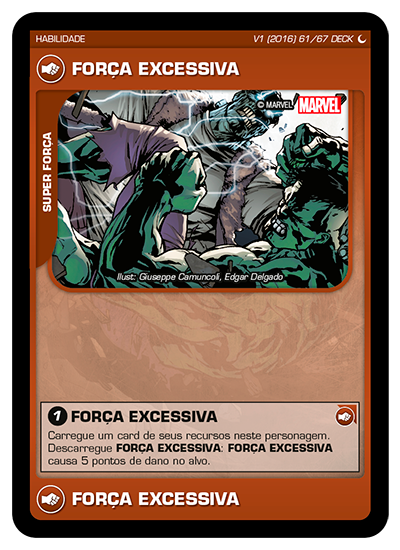 HABILIDADE
V1 (2016) 61/67 DECK
FORÇA EXCESSIVA
© MARVEL MARVEL
SUPER FORÇA
Ilust: Giuseppe Camuncoli, Edgar Delgado
1 FORÇA EXCESSIVA
Carregue um card de seus recursos neste personagem.
Descarregue FORÇA EXCESSIVA: FORÇA EXCESSIVA
causa 5 pontos de dano no alvo.
FORÇA EXCESSIVA